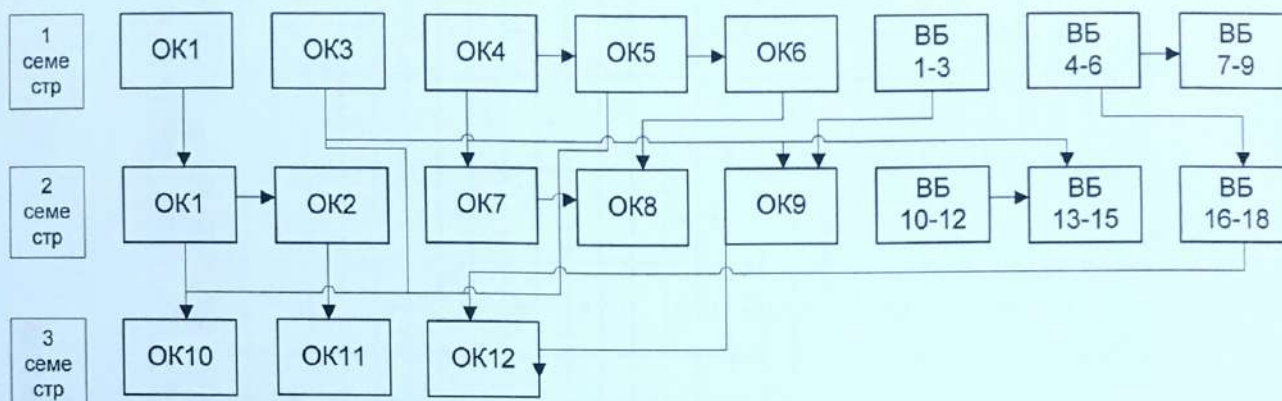 1
семе
стр
ОК1
ОК3
ОК4
ОК5
ОК6
ВБ
1-3
ВБ
4-6
ВБ
7-9
2
семе
стр
ОК1
ОК2
ОК7
ОК8
ОК9
ВБ
10-12
ВБ
13-15
ВБ
16-18
3
семе
стр
ОК10
ОК11
ОК12